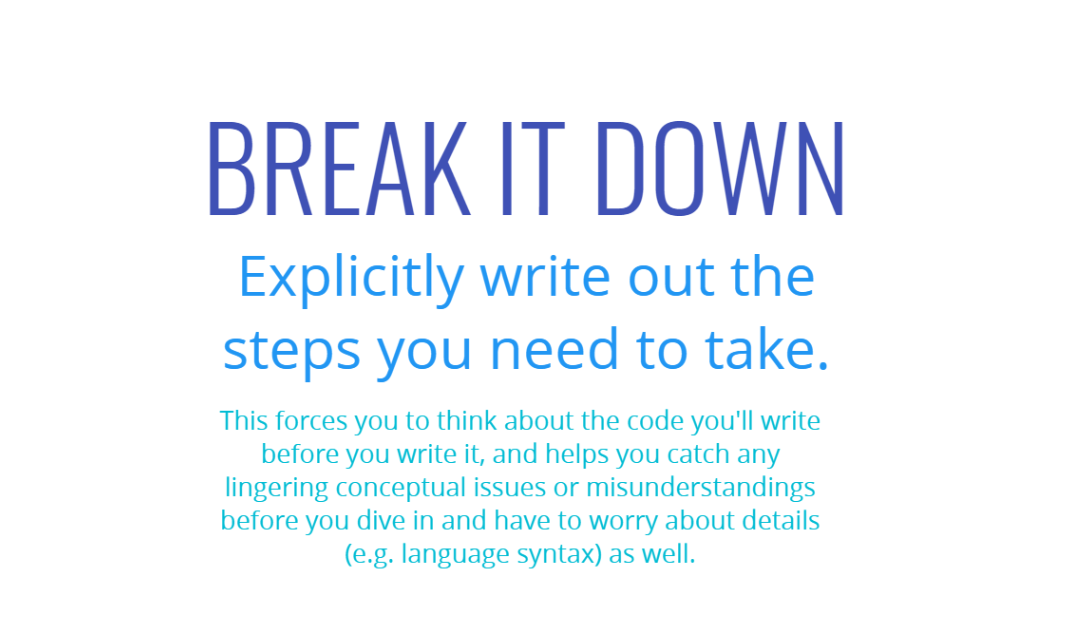 BREAK IT DOWN
Explicitly write out the
steps you need to take.
This forces you to think about the code you'll write
before you write it, and helps you catch any
lingering conceptual issues or misunderstandings
before you dive in and have to worry about details
(e.g. language syntax) as well.